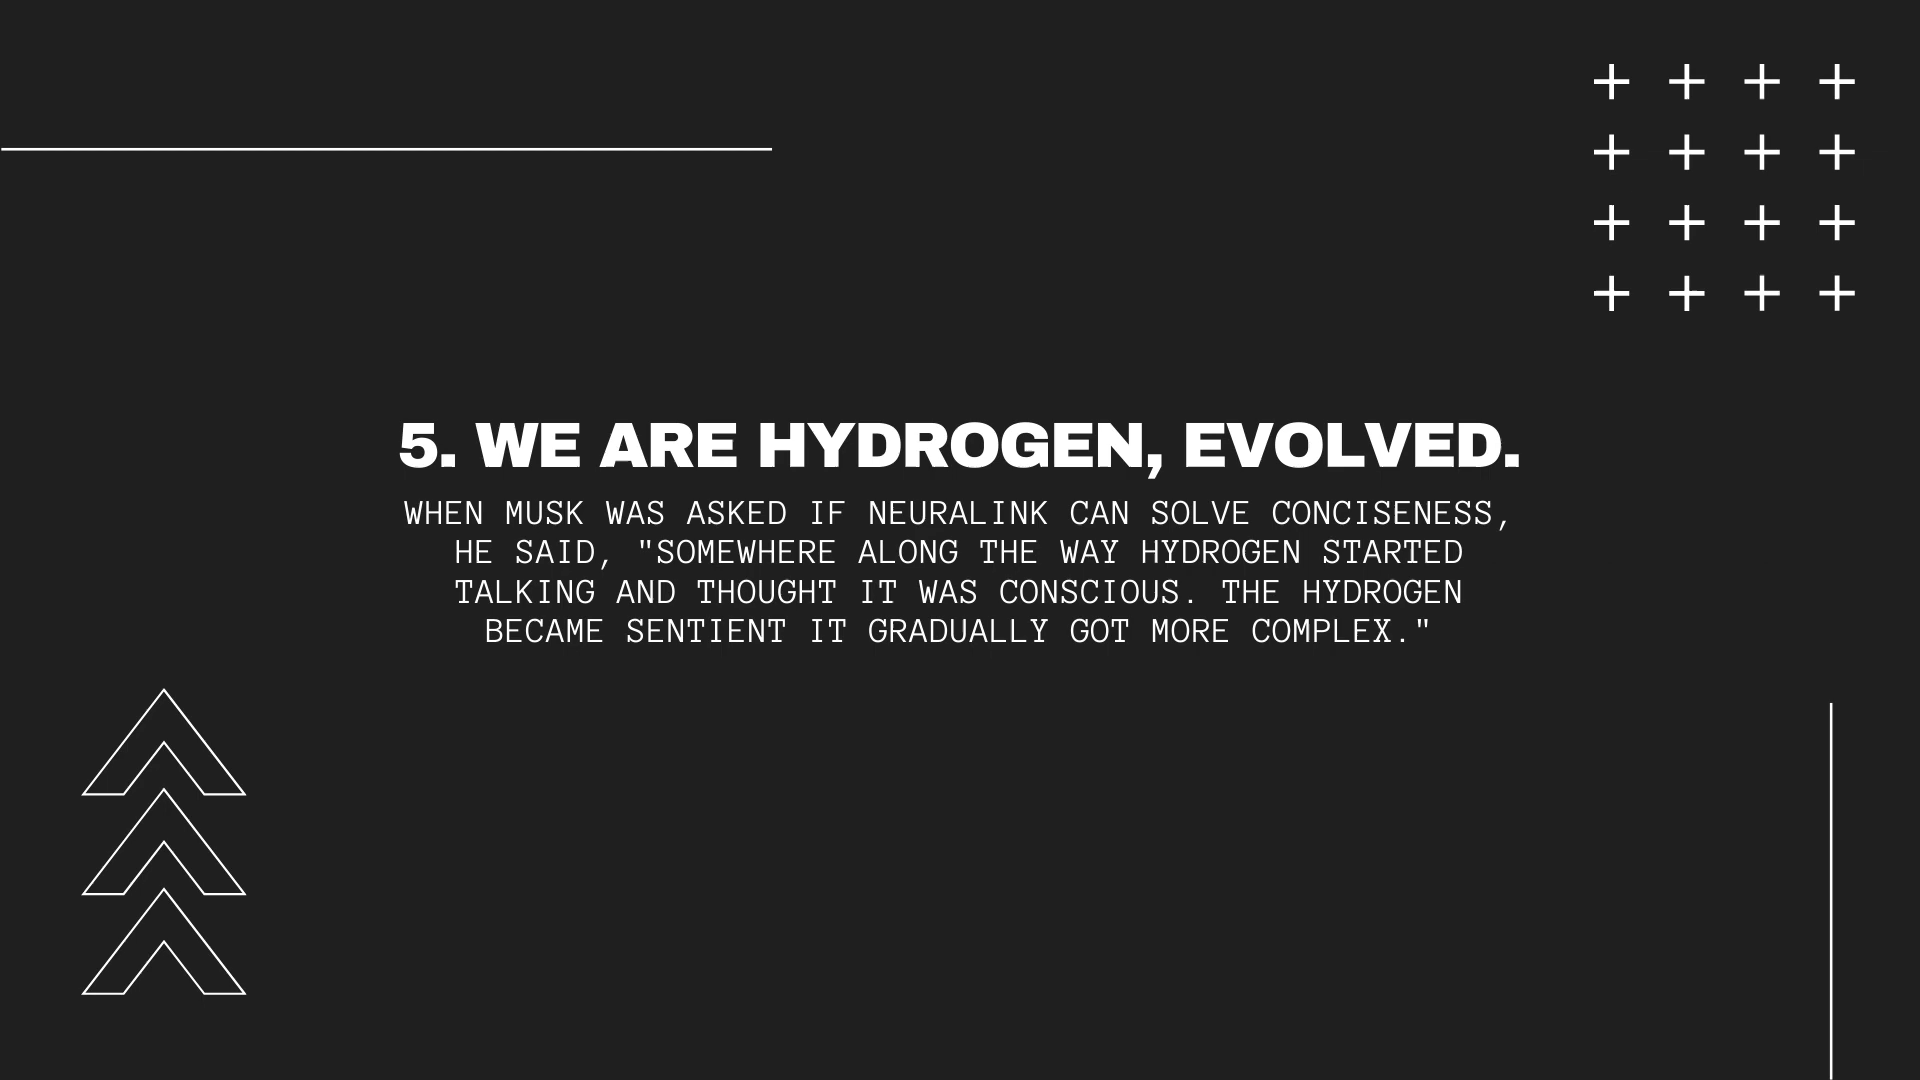 5. WE ARE HYDROGEN, EVOLVED.
WHEN MUSK WAS ASKED IF NEURALINK CAN SOLVE CONCISENESS,
HE SAID, "SOMEWHERE ALONG THE WAY HYDROGEN STARTED
TALKING AND THOUGHT IT WAS CONSCIOUS. THE HYDROGEN
BECAME SENTIENT IT GRADUALLY GOT MORE COMPLEX."